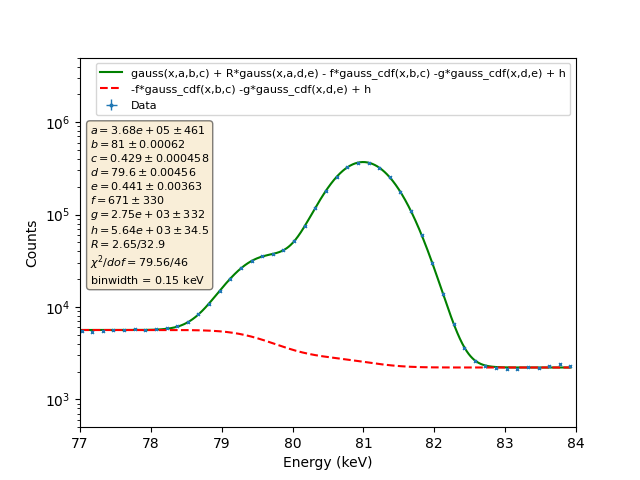 gauss(x,a,b,c) + R*gauss(x,a,d,e) - f*gauss_cdf(x,b,c) -g*gauss_cdf(x,d,e) + h
-f*gauss_cdf(x,b,c) -g*gauss_cdf(x,d,e) + h
Data
a = 3.68e + 05 ± 461
b = 81 ± 0.00062
c = 0.429 ± 0.000458
d = 79.6 ± 0.00456
e = 0.441 ± 0.00363
f = 671 ± 330
g = 2.75e + 03 ± 332
h = 5.64e + 03 ± 34.5
R = 2.65/32.9
χ²/dof = 79.56/46
binwidth = 0.15 keV
10⁶
10⁵
10⁴
10³
Counts
77 78 79 80 81 82 83 84
Energy (keV)